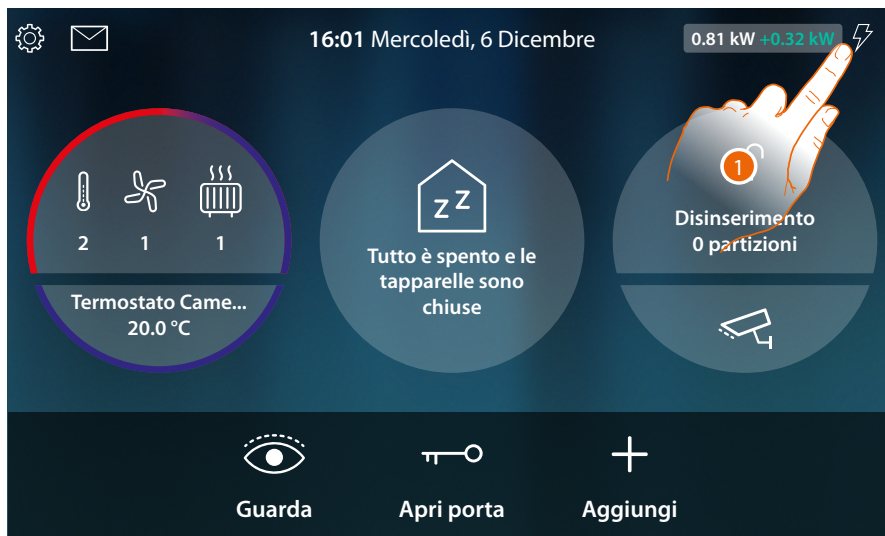 16:01 Mercoledì, 6 Dicembre
0.81 kW +0.32 kW
2 1 1
Termostato Came...
20.0 °C
z Z
Tutto è spento e le
tapparelle sono
chiuse
1
Disinserimento
0 partizioni
Guarda
Apri porta
Aggiungi